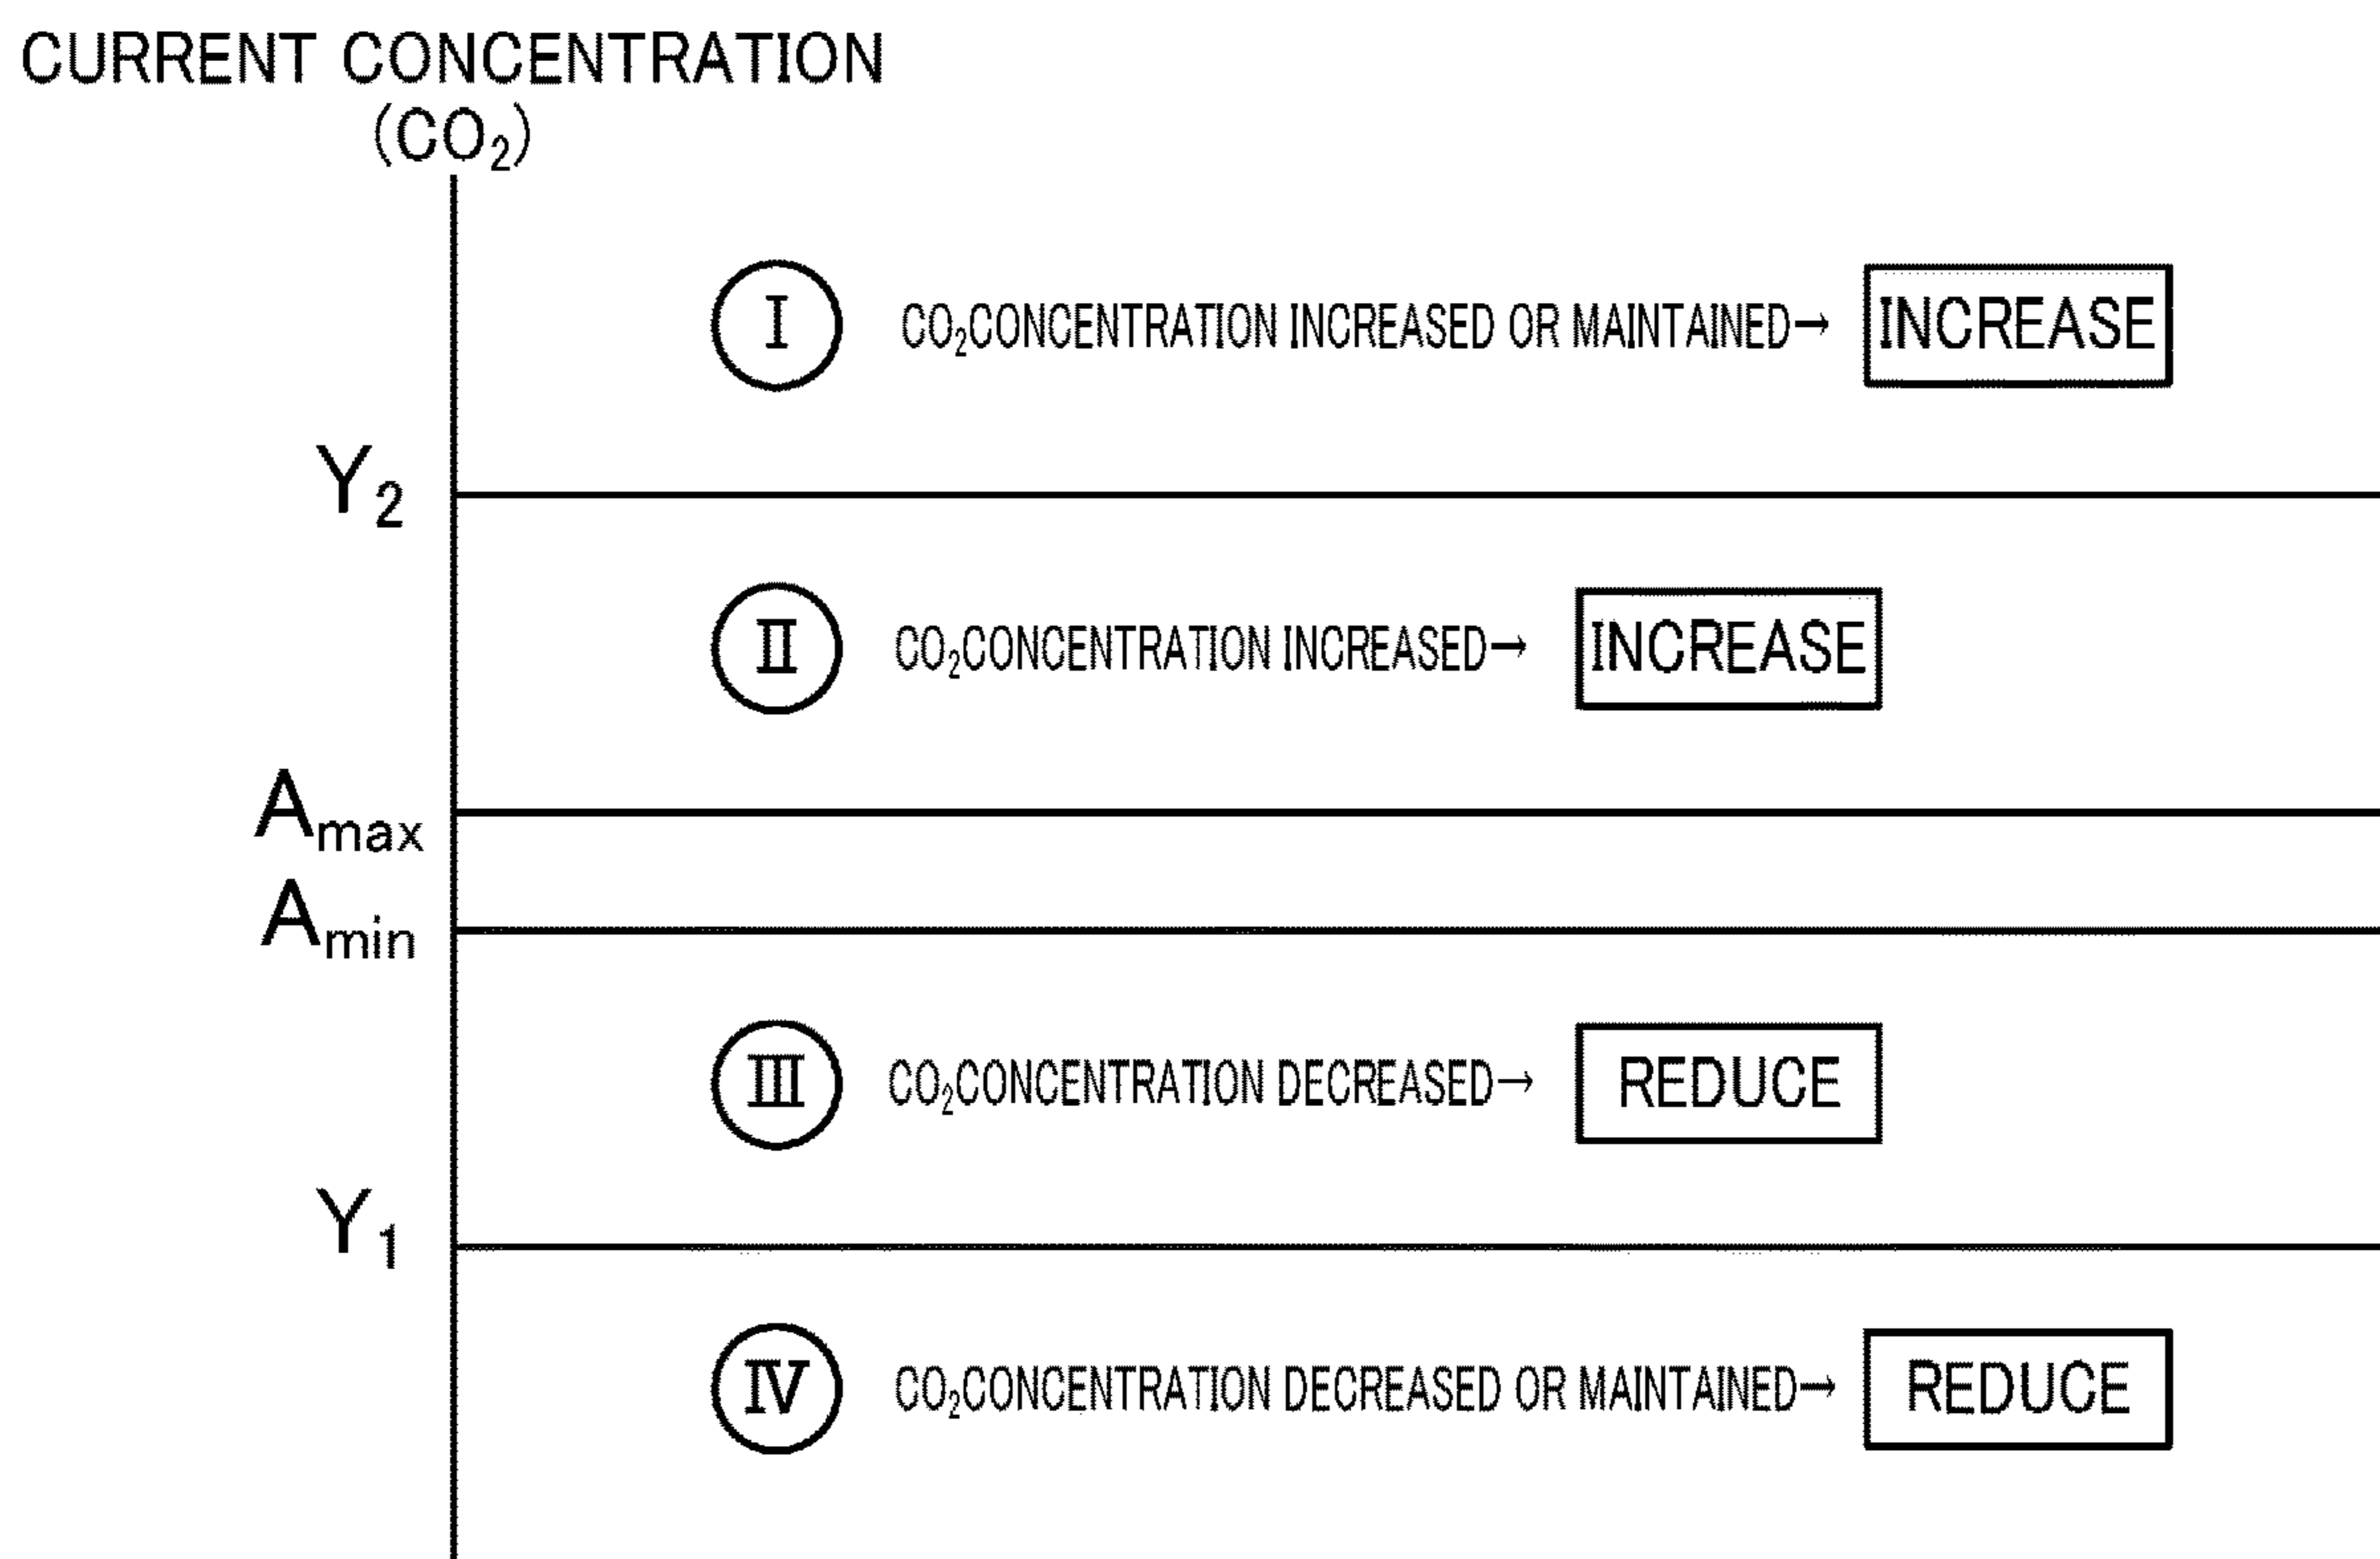 CURRENT CONCENTRATION
(CO₂)
Ⅰ CO₂CONCENTRATION INCREASED OR MAINTAINED→ INCREASE
Y₂
Ⅱ CO₂CONCENTRATION INCREASED→ INCREASE
Amax
Amin
Ⅲ CO₂CONCENTRATION DECREASED→ REDUCE
Y₁
Ⅳ CO₂CONCENTRATION DECREASED OR MAINTAINED→ REDUCE